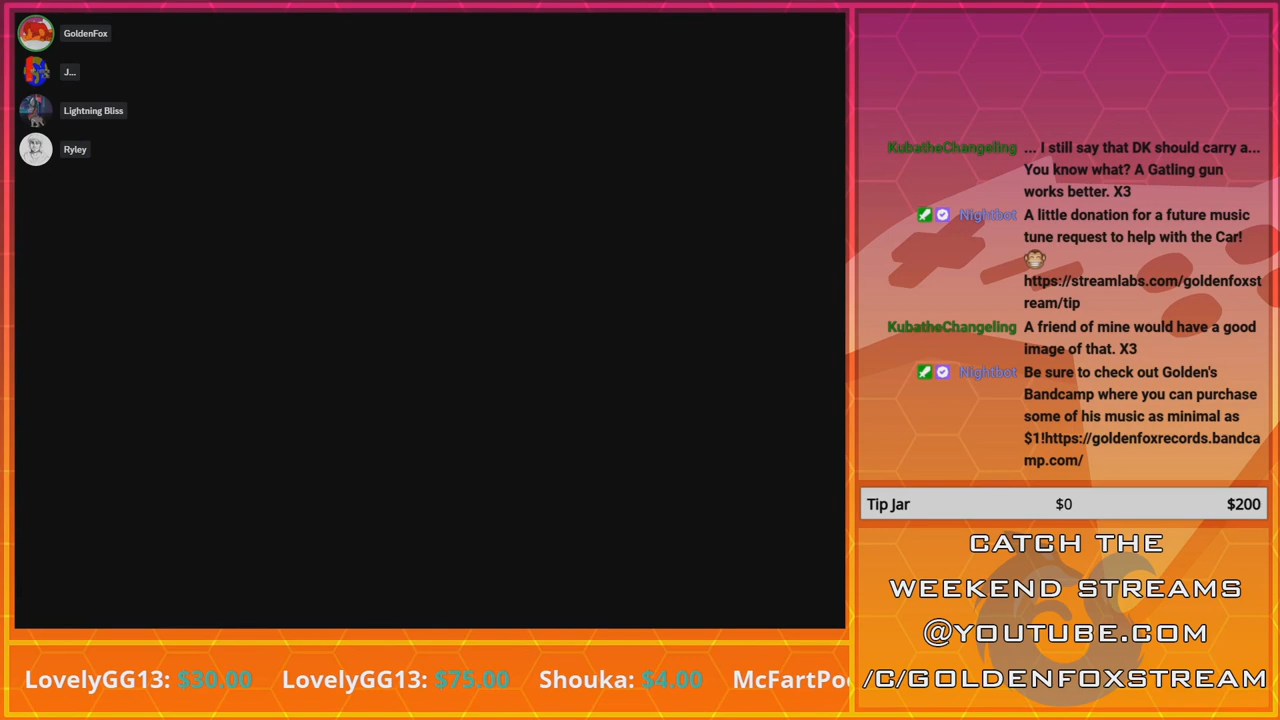 GoldenFox
J...
Lightning Bliss
Ryley
KubatheChangeling ... I still say that DK should carry a...
You know what? A Gatling gun
works better. X3
Nightbot A little donation for a future music
tune request to help with the Car!
https://streamlabs.com/goldenfoxst
ream/tip
KubatheChangeling A friend of mine would have a good
image of that. X3
Nightbot Be sure to check out Golden's
Bandcamp where you can purchase
some of his music as minimal as
$1!https://goldenfoxrecords.bandca
mp.com/
Tip Jar $0 $200
CATCH THE
WEEKEND STREAMS
@YOUTUBE.COM
/C/GOLDENFOXSTREAM
LovelyGG13: $30.00 LovelyGG13: $75.00 Shouka: $4.00 McFartPo